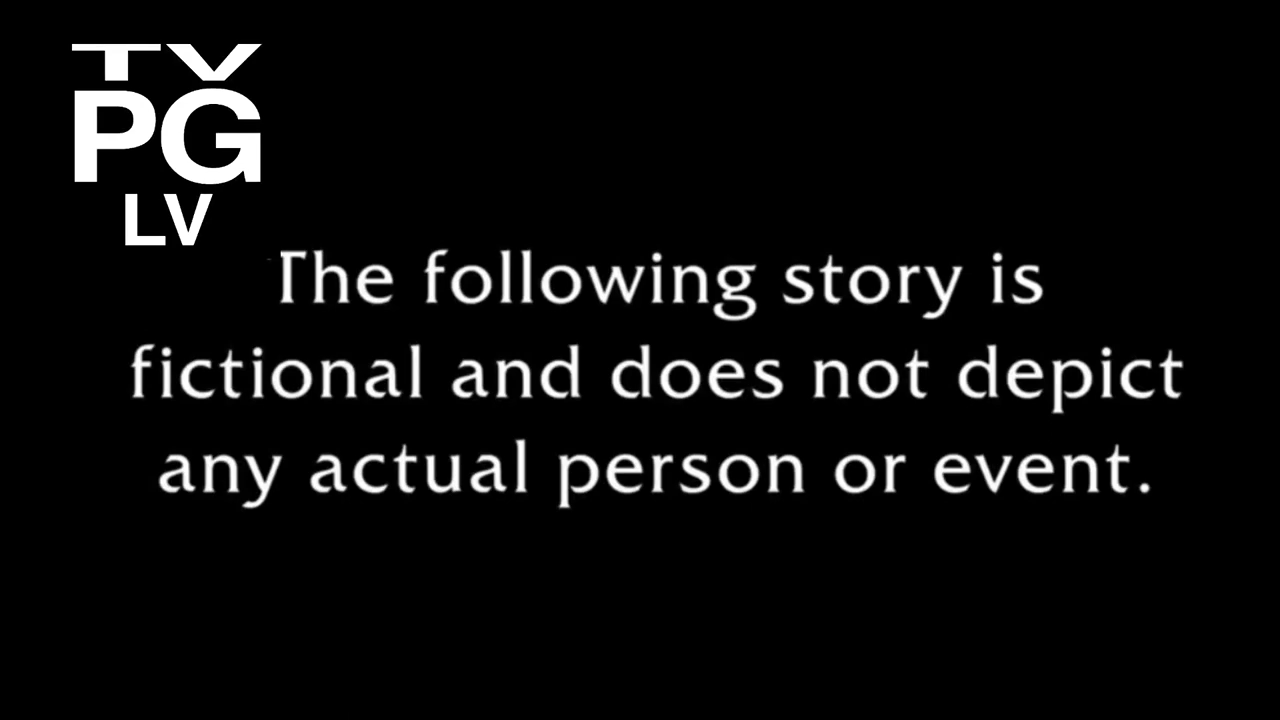 TV
PG
LV
The following story is
fictional and does not depict
any actual person or event.